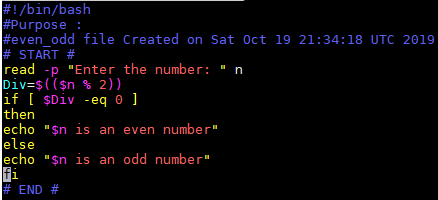 #!/bin/bash
#Purpose :
#even_odd file Created on Sat Oct 19 21:34:18 UTC 2019
# START #
read -p "Enter the number: " n
Div=$(($n % 2))
if [ $Div -eq 0 ]
then
echo "$n is an even number"
else
echo "$n is an odd number"
fi
# END #